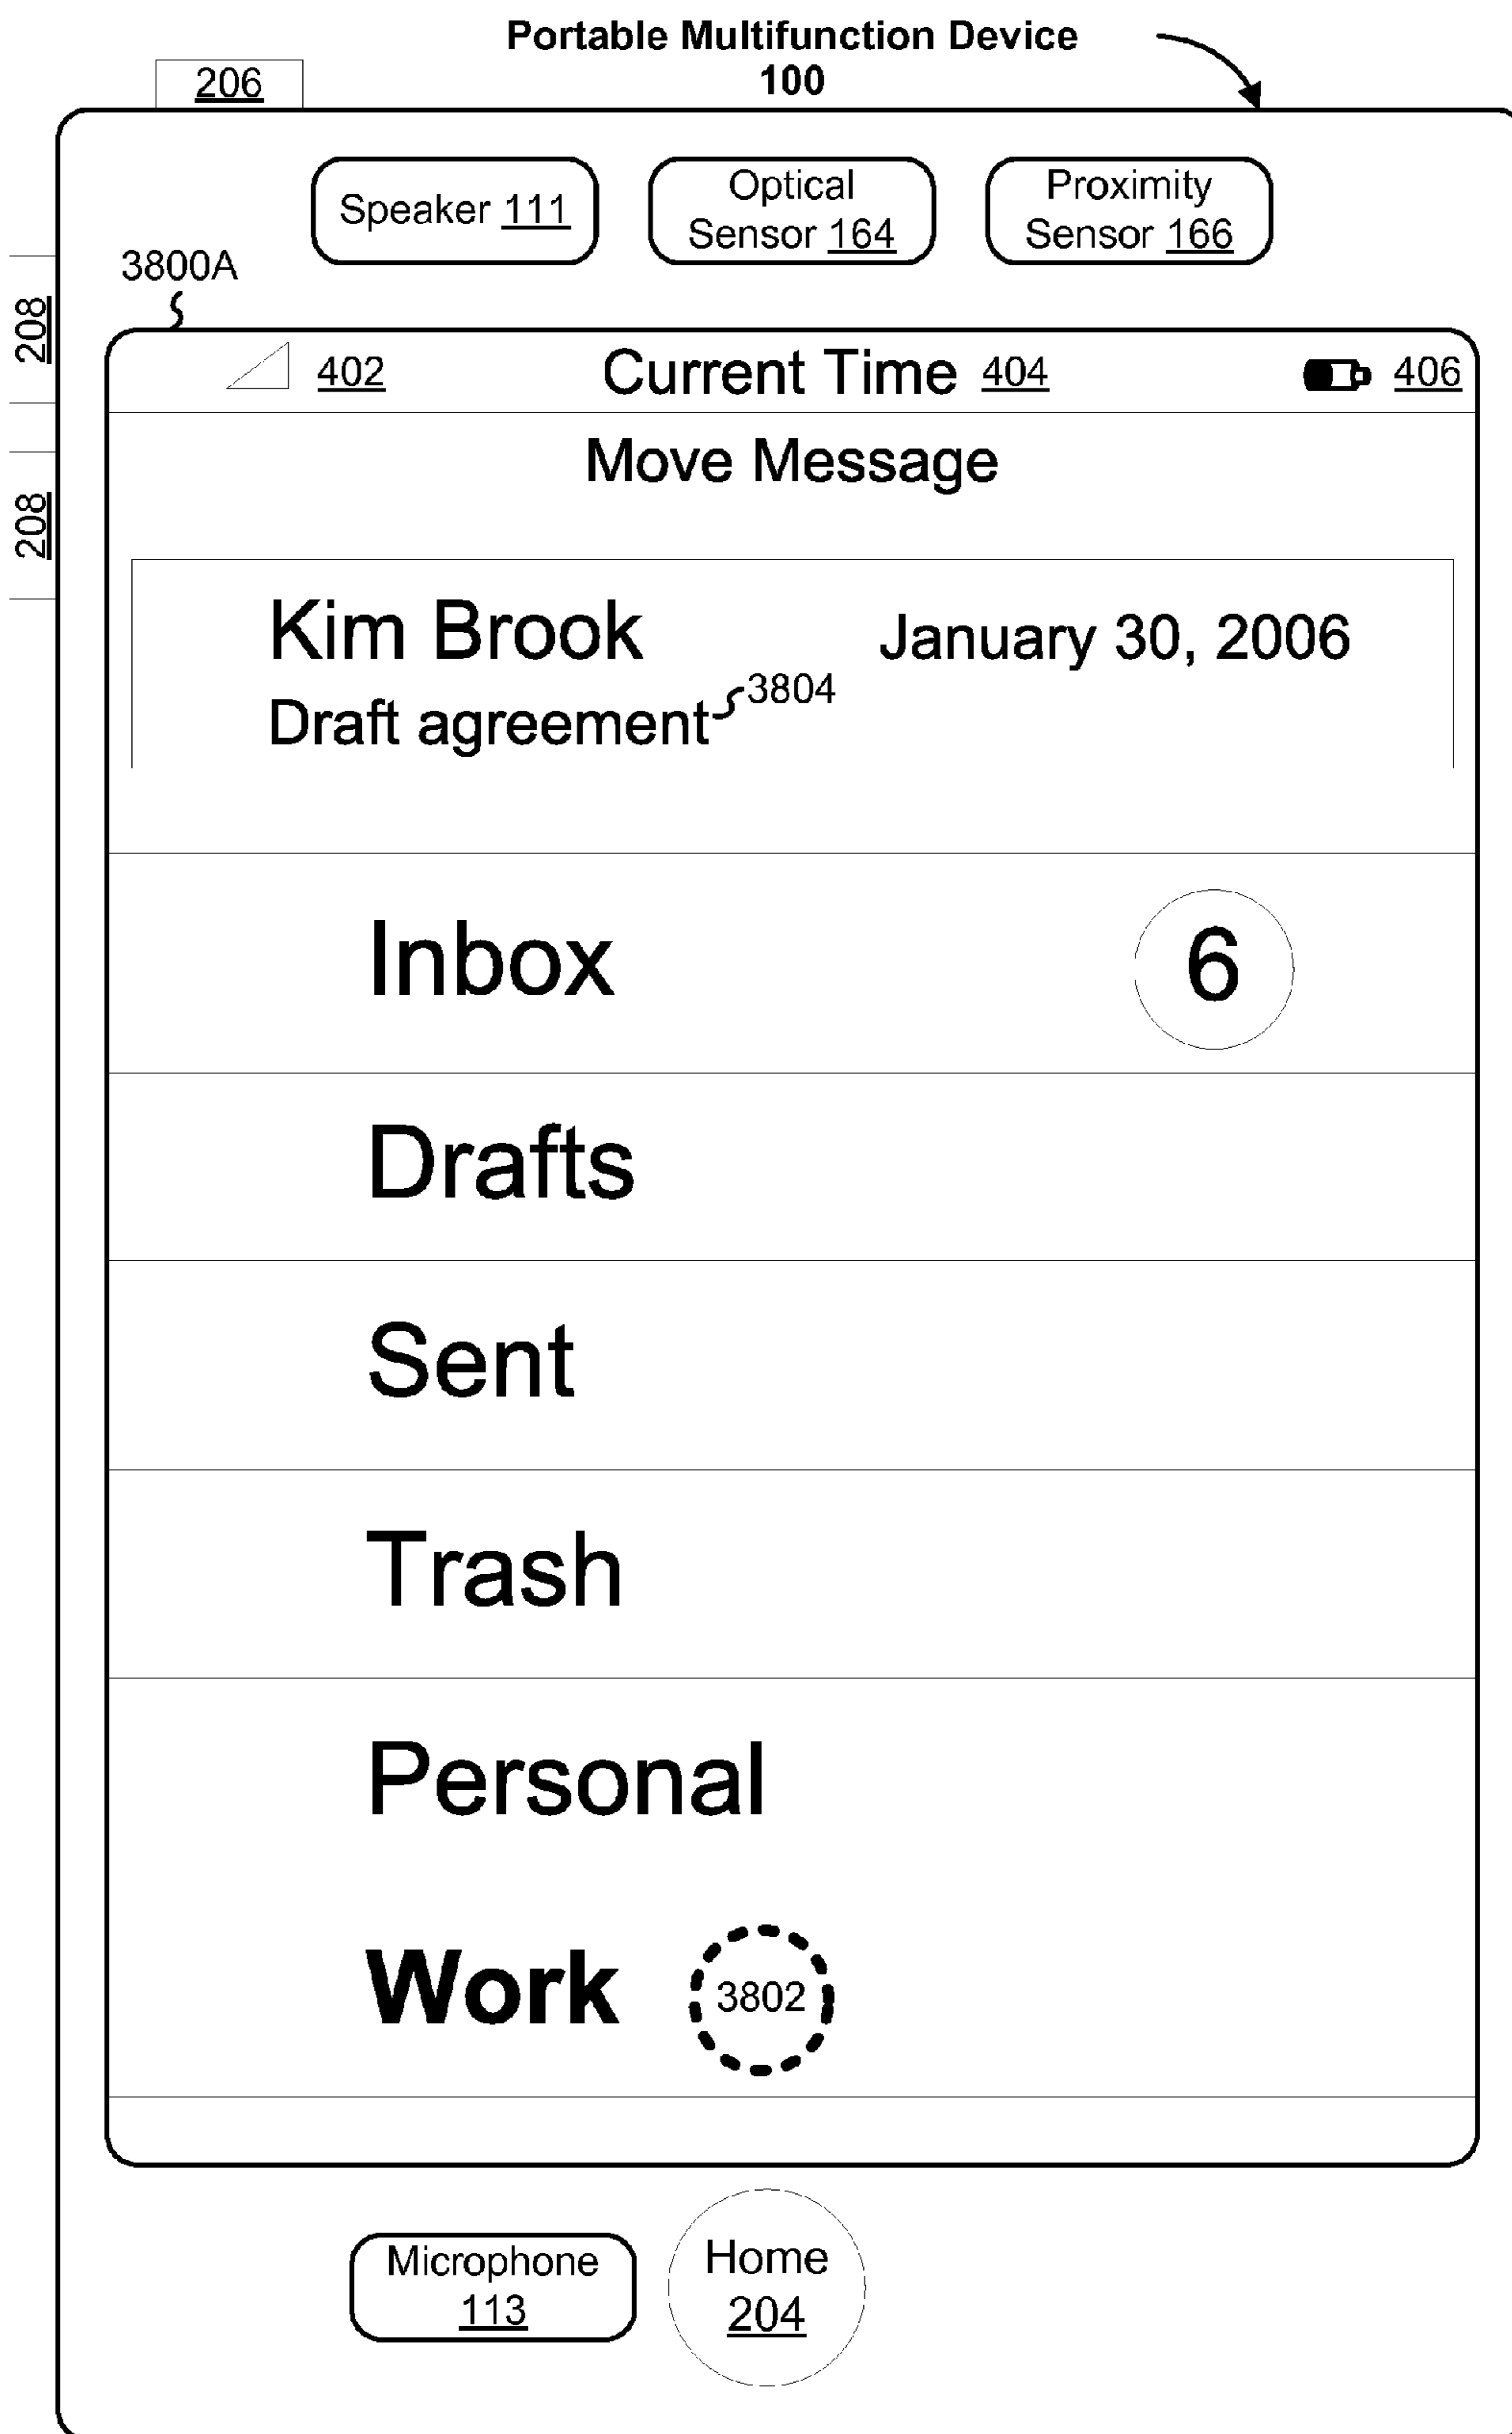 Portable Multifunction Device
100
206
Speaker 111
Optical
Sensor 164
Proximity
Sensor 166
3800A
208
208
402
Current Time 404
406
Move Message
Kim Brook
January 30, 2006
Draft agreement
3804
Inbox
6
Drafts
Sent
Trash
Personal
Work
3802
Microphone
113
Home
204